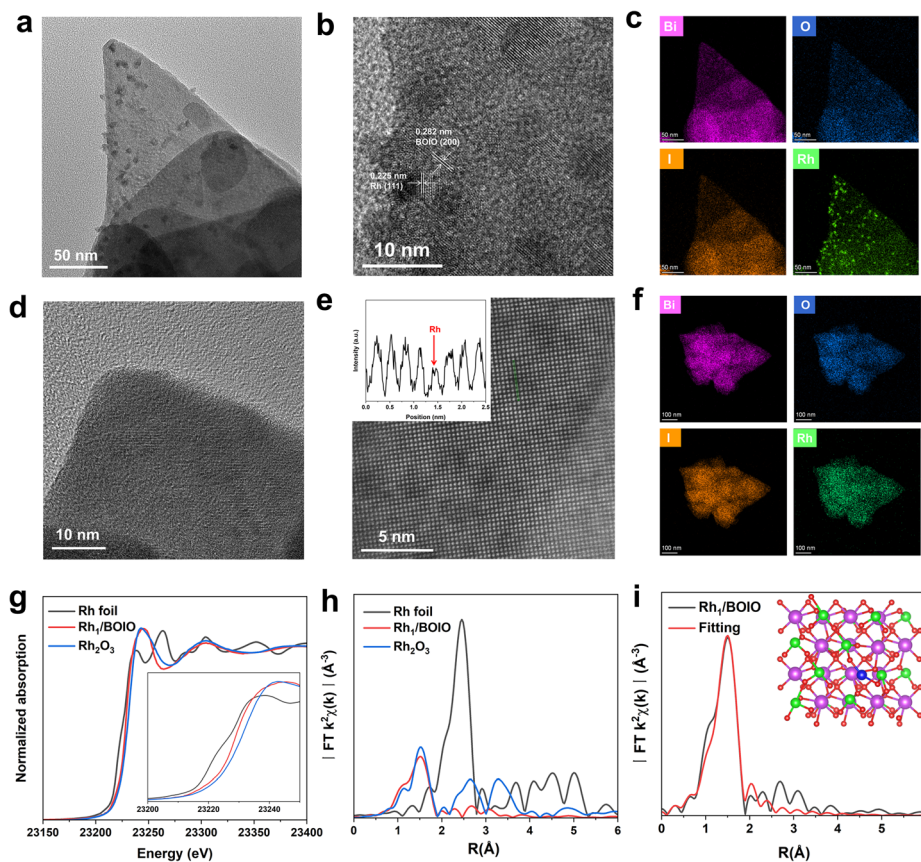 a
50 nm
b
0.282 nm
BOIO (200)
0.225 nm
Rh (111)
10 nm
c
Bi
50 nm
O
50 nm
I
50 nm
Rh
50 nm
d
10 nm
e
Intensity (a.u.)
Rh
0.0 0.5 1.0 1.5 2.0 2.5
Position (nm)
5 nm
f
Bi
100 nm
O
100 nm
I
100 nm
Rh
100 nm
g
Normalized absorption
Rh foil
Rh₁/BOIO
Rh₂O₃
23200 23220 23240
23150 23200 23250 23300 23350 23400
Energy (eV)
h
| FT k²χ(k) | (Å⁻³)
Rh foil
Rh₁/BOIO
Rh₂O₃
0 1 2 3 4 5 6
R(Å)
i
| FT k²χ(k) | (Å⁻³)
Rh₁/BOIO
Fitting
0 1 2 3 4 5
R(Å)